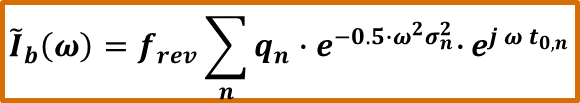 Ĩ_b(ω) = f_rev ∑_n q_n · e^{-0.5·ω²σ_n²} · e^{j ω t_{0,n}}